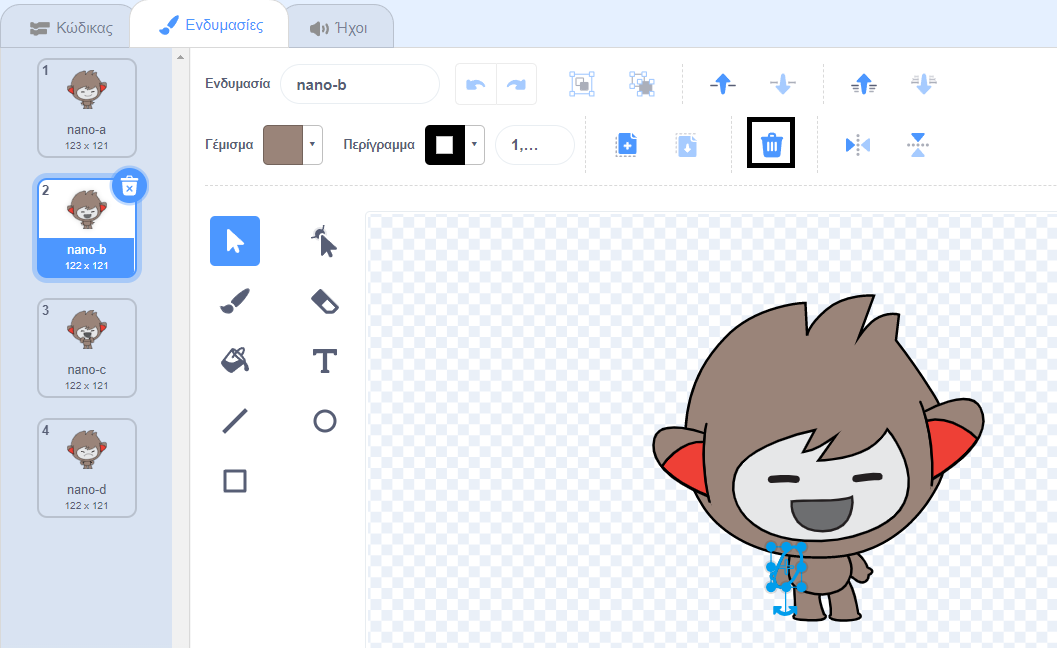 Κώδικας
Ενδυμασίες
Ήχοι
1
nano-a
123 x 121
2
nano-b
122 x 121
3
nano-c
122 x 121
4
nano-d
122 x 121
Ενδυμασία
nano-b
Γέμισμα
Περίγραμμα
1,...
T